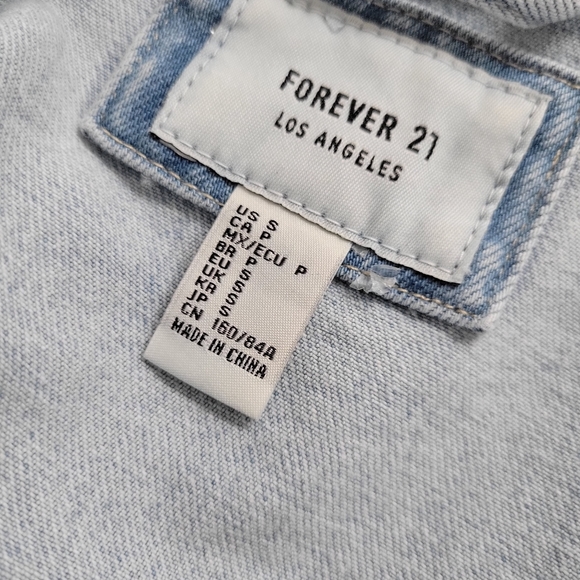 FOREVER 21
LOS ANGELES
US S
CA P
MX/ECU P
BR P
EU S
UK S
KR S
JP S
CN 160/84A
MADE IN CHINA